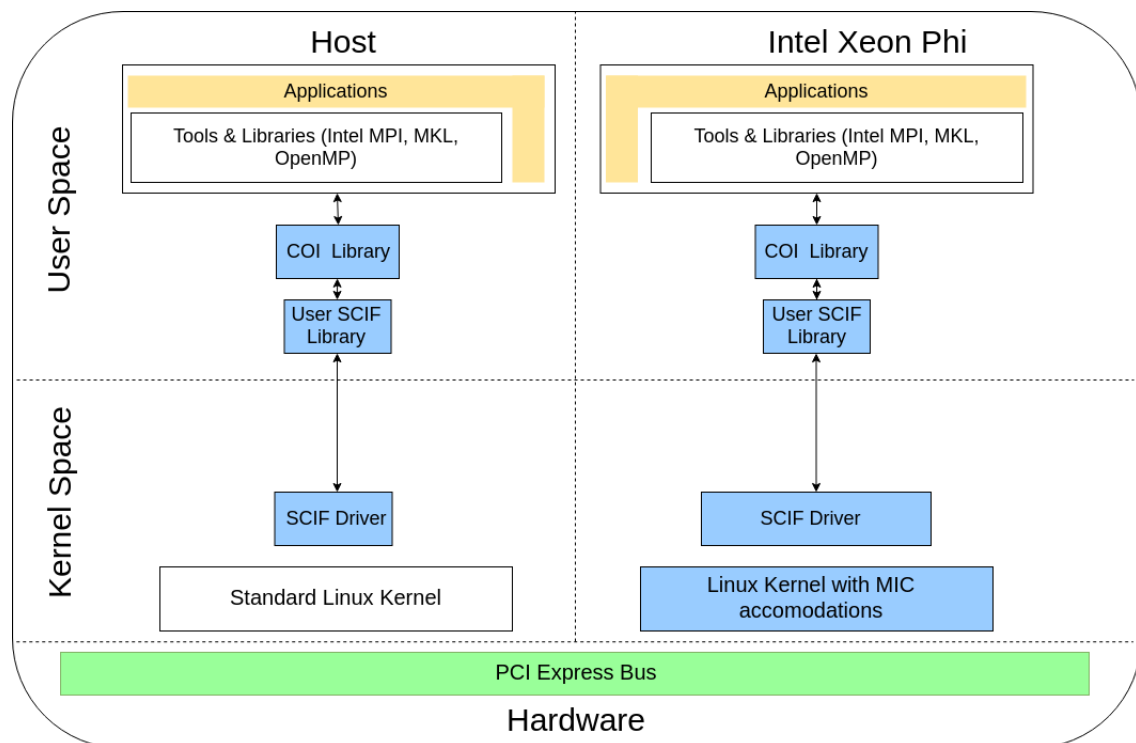 Host
Intel Xeon Phi
User Space
Applications
Tools & Libraries (Intel MPI, MKL,
OpenMP)
COI Library
User SCIF
Library
Applications
Tools & Libraries (Intel MPI, MKL,
OpenMP)
COI Library
User SCIF
Library
Kernel Space
SCIF Driver
Standard Linux Kernel
SCIF Driver
Linux Kernel with MIC
accomodations
PCI Express Bus
Hardware